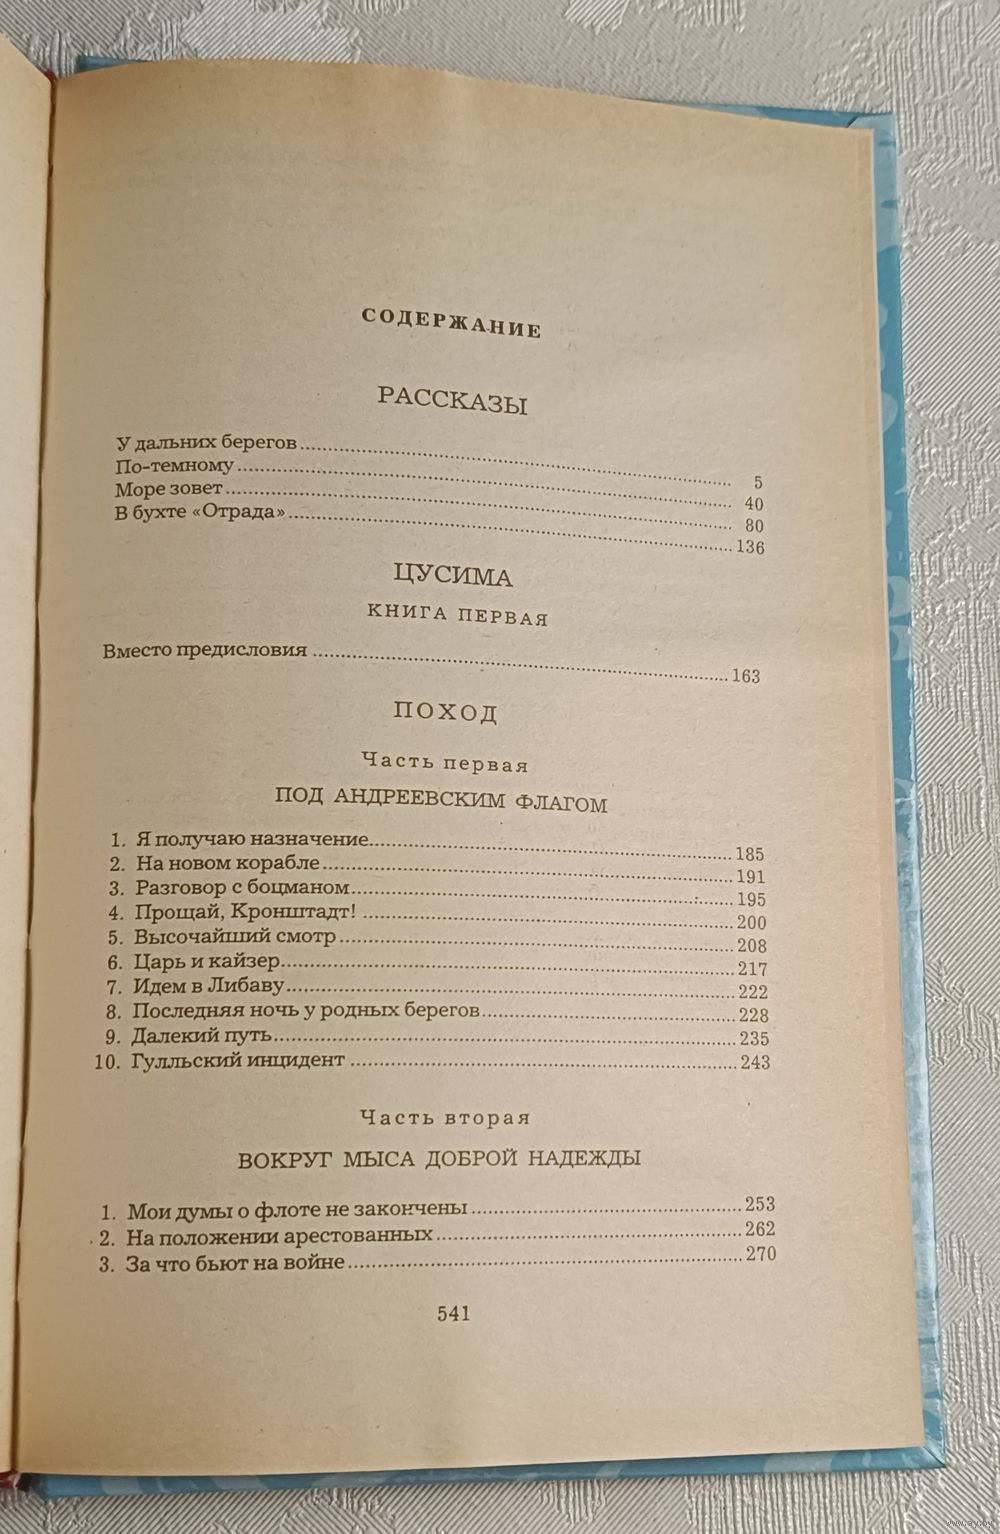 СОДЕРЖАНИЕ
РАССКАЗЫ
У дальних берегов 5
По-темному 40
Море зовет 80
В бухте «Отрада» 136
ЦУСИМА
КНИГА ПЕРВАЯ
Вместо предисловия 163
ПОХОД
Часть первая
ПОД АНДРЕЕВСКИМ ФЛАГОМ
1. Я получаю назначение 185
2. На новом корабле 191
3. Разговор с боцманом 195
4. Прощай, Кронштадт! 200
5. Высочайший смотр 208
6. Царь и кайзер 217
7. Идем в Либаву 222
8. Последняя ночь у родных берегов 228
9. Далекий путь 235
10. Гулльский инцидент 243
Часть вторая
ВОКРУГ МЫСА ДОБРОЙ НАДЕЖДЫ
1. Мои думы о флоте не закончены 253
2. На положении арестованных 262
3. За что бьют на войне 270
541